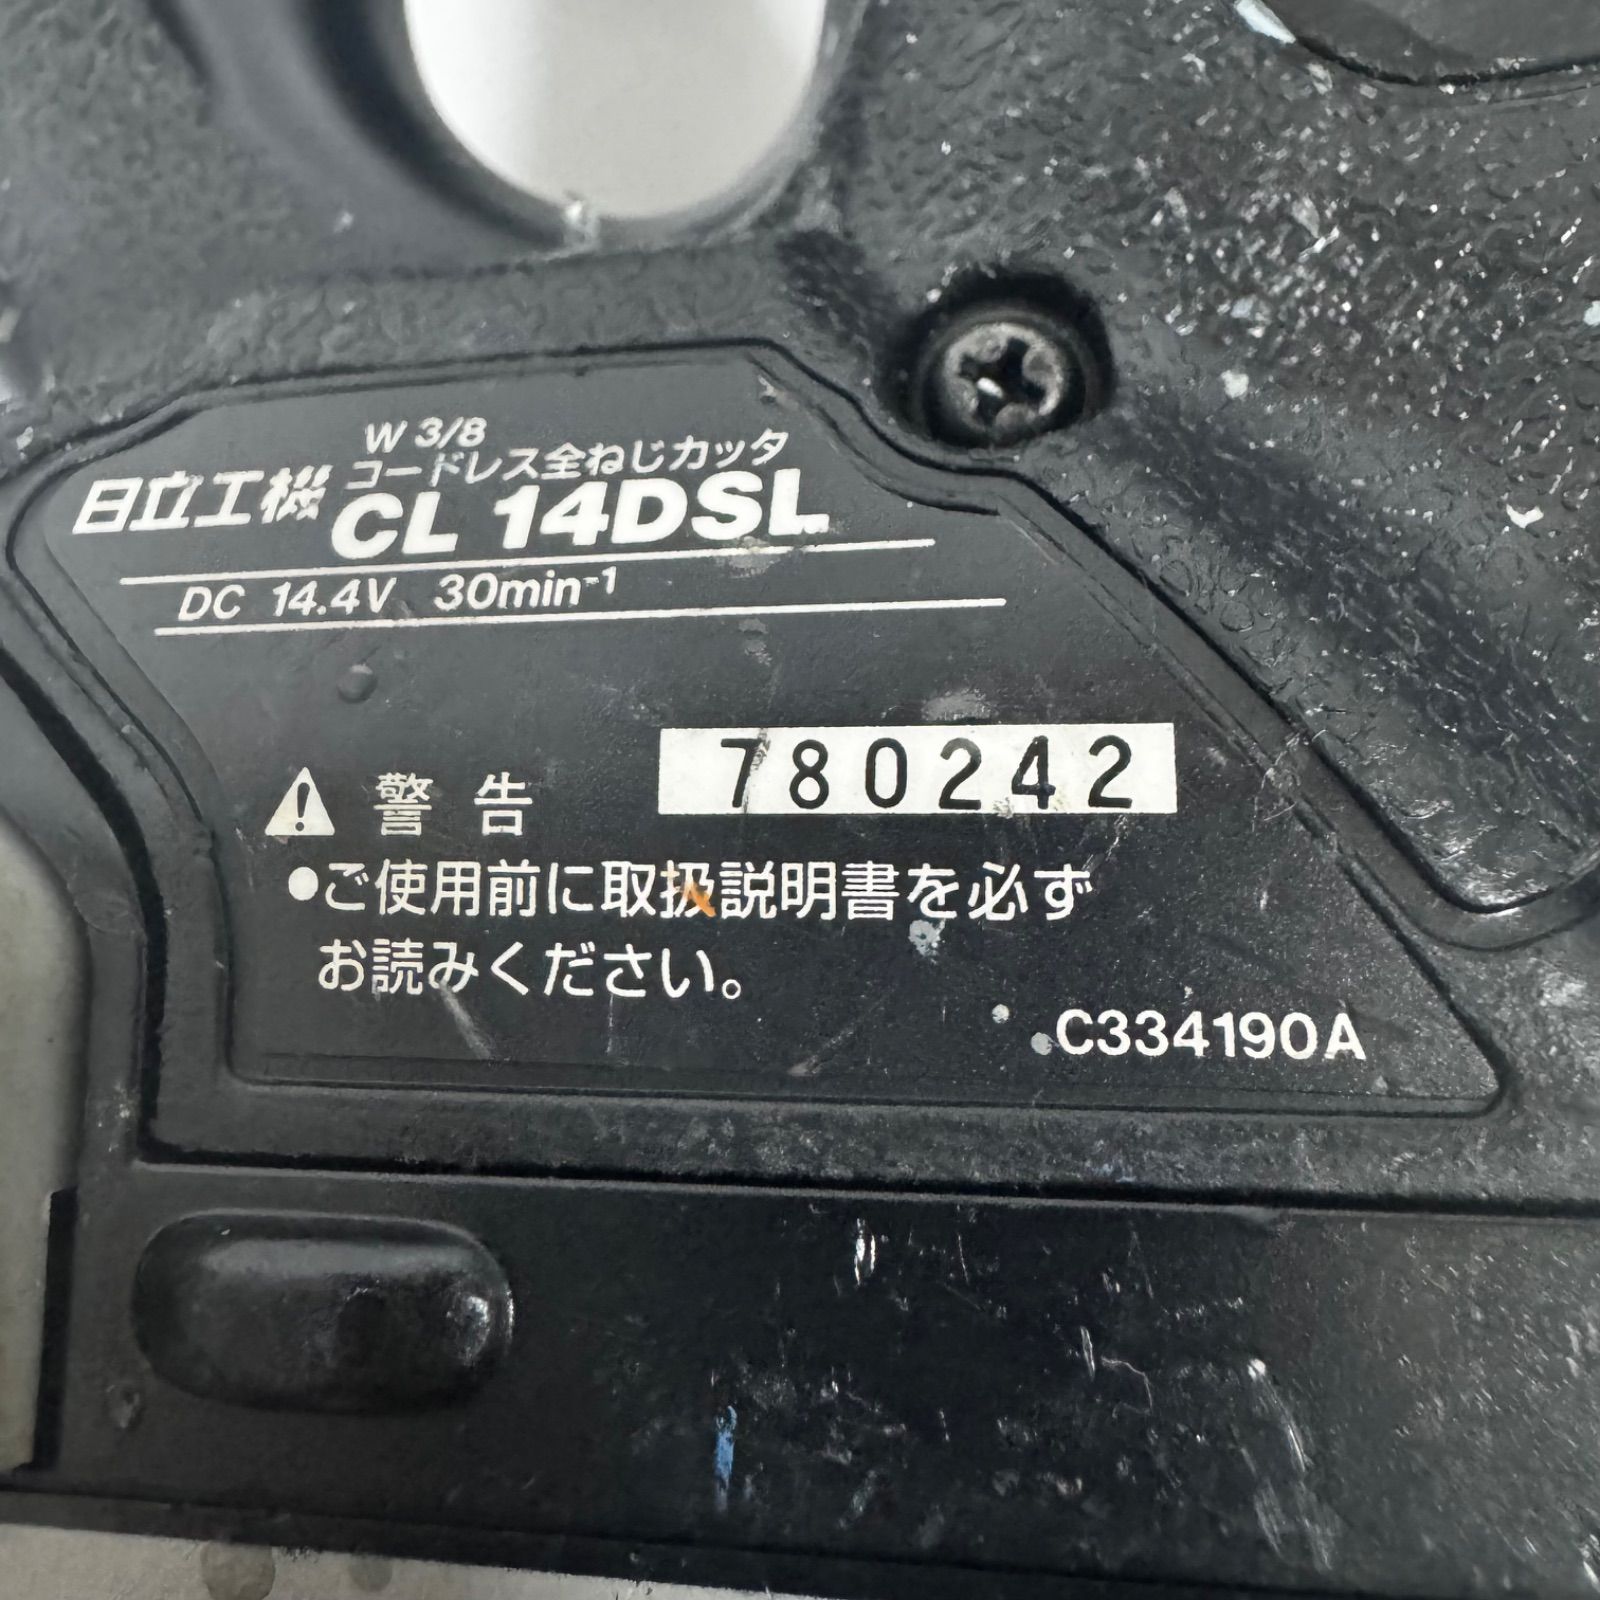 W 3/8
コードレス全ねじカッタ
日立工機 CL 14DSL
DC 14.4V 30min⁻¹
780242
⚠ 警告
●ご使用前に取扱説明書を必ず
お読みください。
C334190A